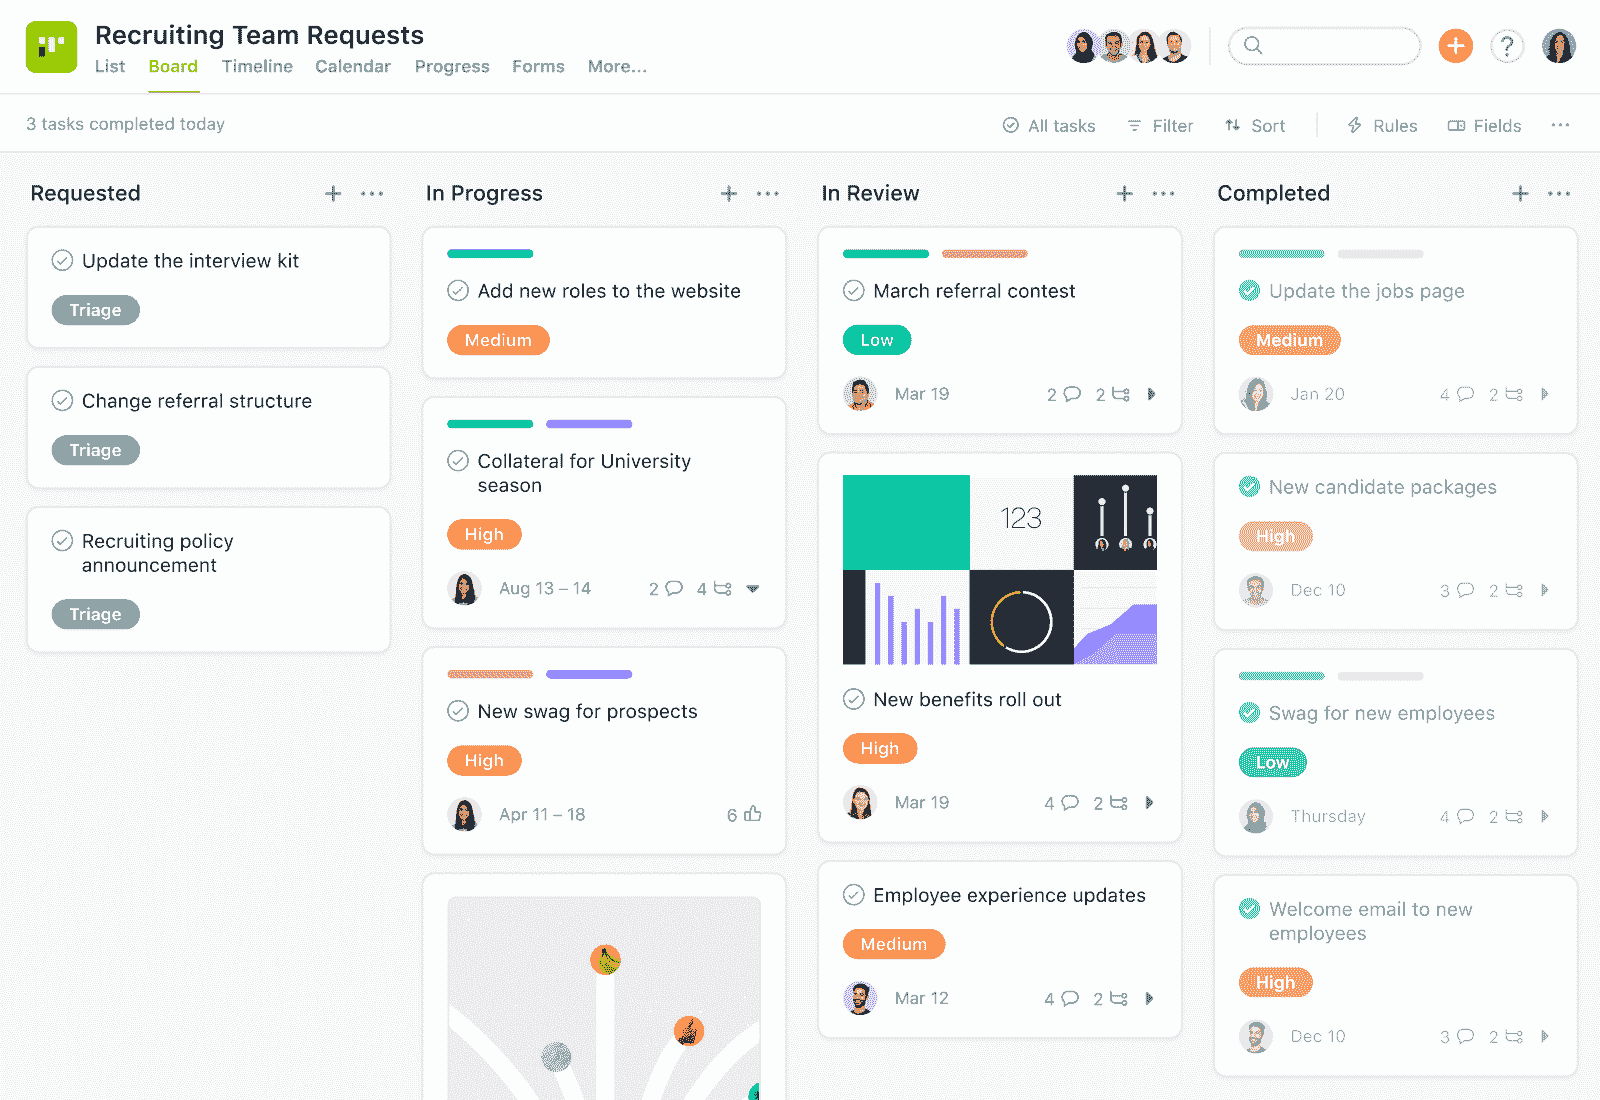 Recruiting Team Requests
List Board Timeline Calendar Progress Forms More...
3 tasks completed today
All tasks Filter Sort Rules Fields
Requested
Update the interview kit
Triage
Change referral structure
Triage
Recruiting policy
announcement
Triage
In Progress
Add new roles to the website
Medium
Collateral for University
season
High
Aug 13 – 14 2 4
New swag for prospects
High
Apr 11 – 18 6
In Review
March referral contest
Low
Mar 19 2 2
123
New benefits roll out
High
Mar 19 4 2
Employee experience updates
Medium
Mar 12 4 2
Completed
Update the jobs page
Medium
Jan 20 4 2
New candidate packages
High
Dec 10 3 2
Swag for new employees
Low
Thursday 4 2
Welcome email to new
employees
High
Dec 10 3 2